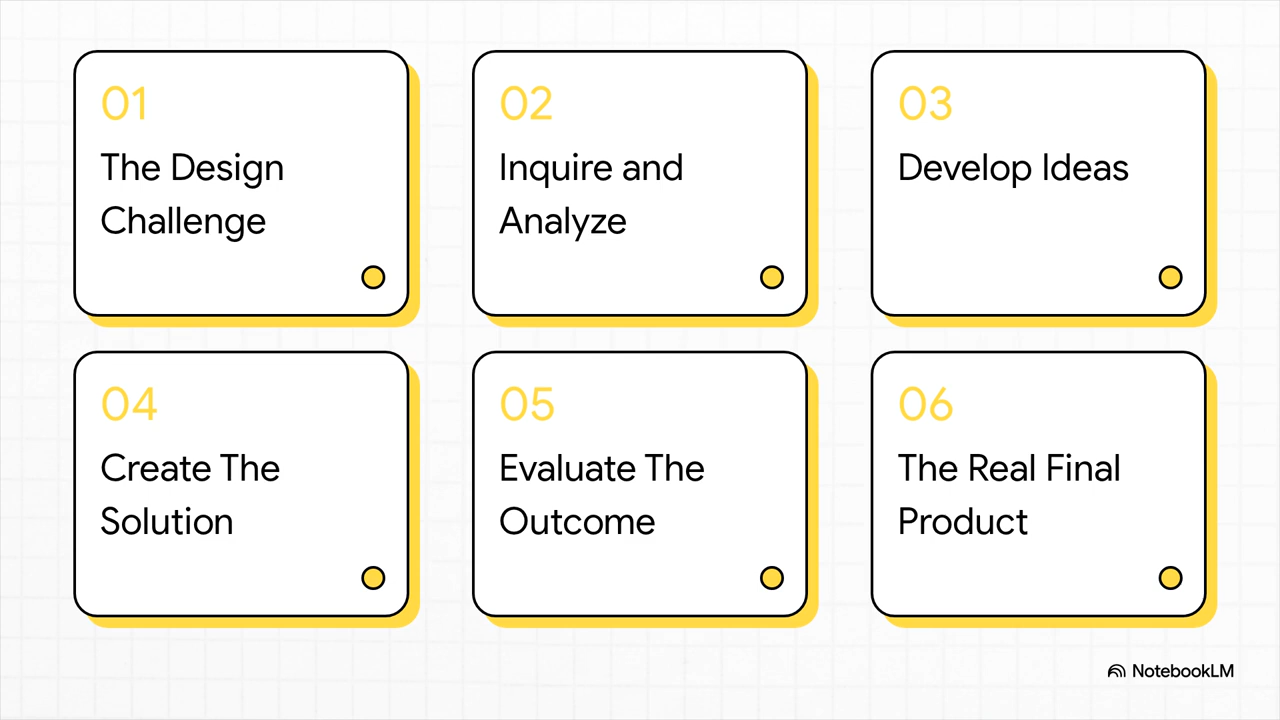 01
The Design
Challenge
02
Inquire and
Analyze
03
Develop Ideas
04
Create The
Solution
05
Evaluate The
Outcome
06
The Real Final
Product
NotebookLM